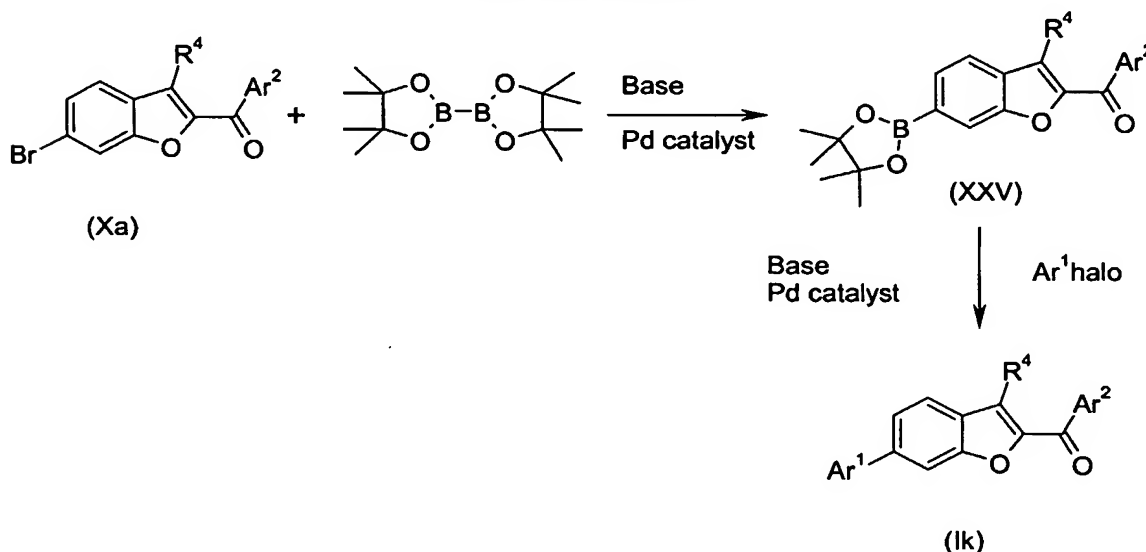 R⁴
Ar²
Br
O
O
(Xa)
+
O
O
B
B
O
O
Base
Pd catalyst
R⁴
Ar²
O
O
B
O
O
(XXV)
Base
Pd catalyst
Ar¹halo
R⁴
Ar²
Ar¹
O
O
(Ik)